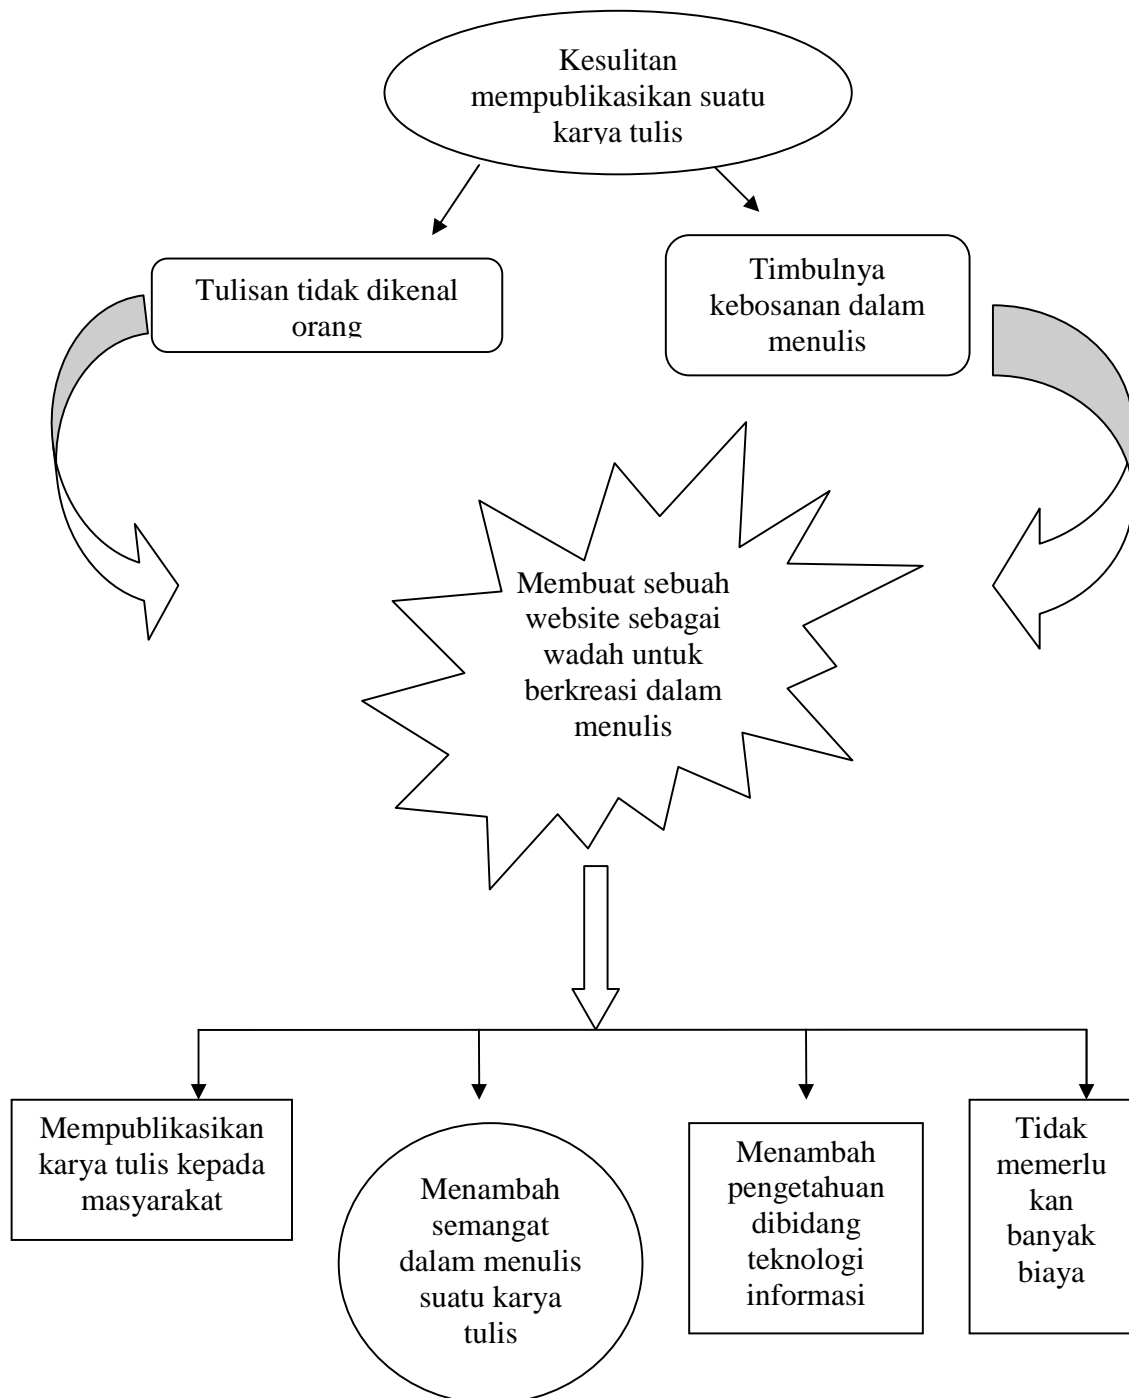 Kesulitan
mempublikasikan suatu
karya tulis
Tulisan tidak dikenal
orang
Timbulnya
kebosanan dalam
menulis
Membuat sebuah
website sebagai
wadah untuk
berkreasi dalam
menulis
Mempublikasikan
karya tulis kepada
masyarakat
Menambah
semangat
dalam menulis
suatu karya
tulis
Menambah
pengetahuan
dibidang
teknologi
informasi
Tidak
memerlu
kan
banyak
biaya